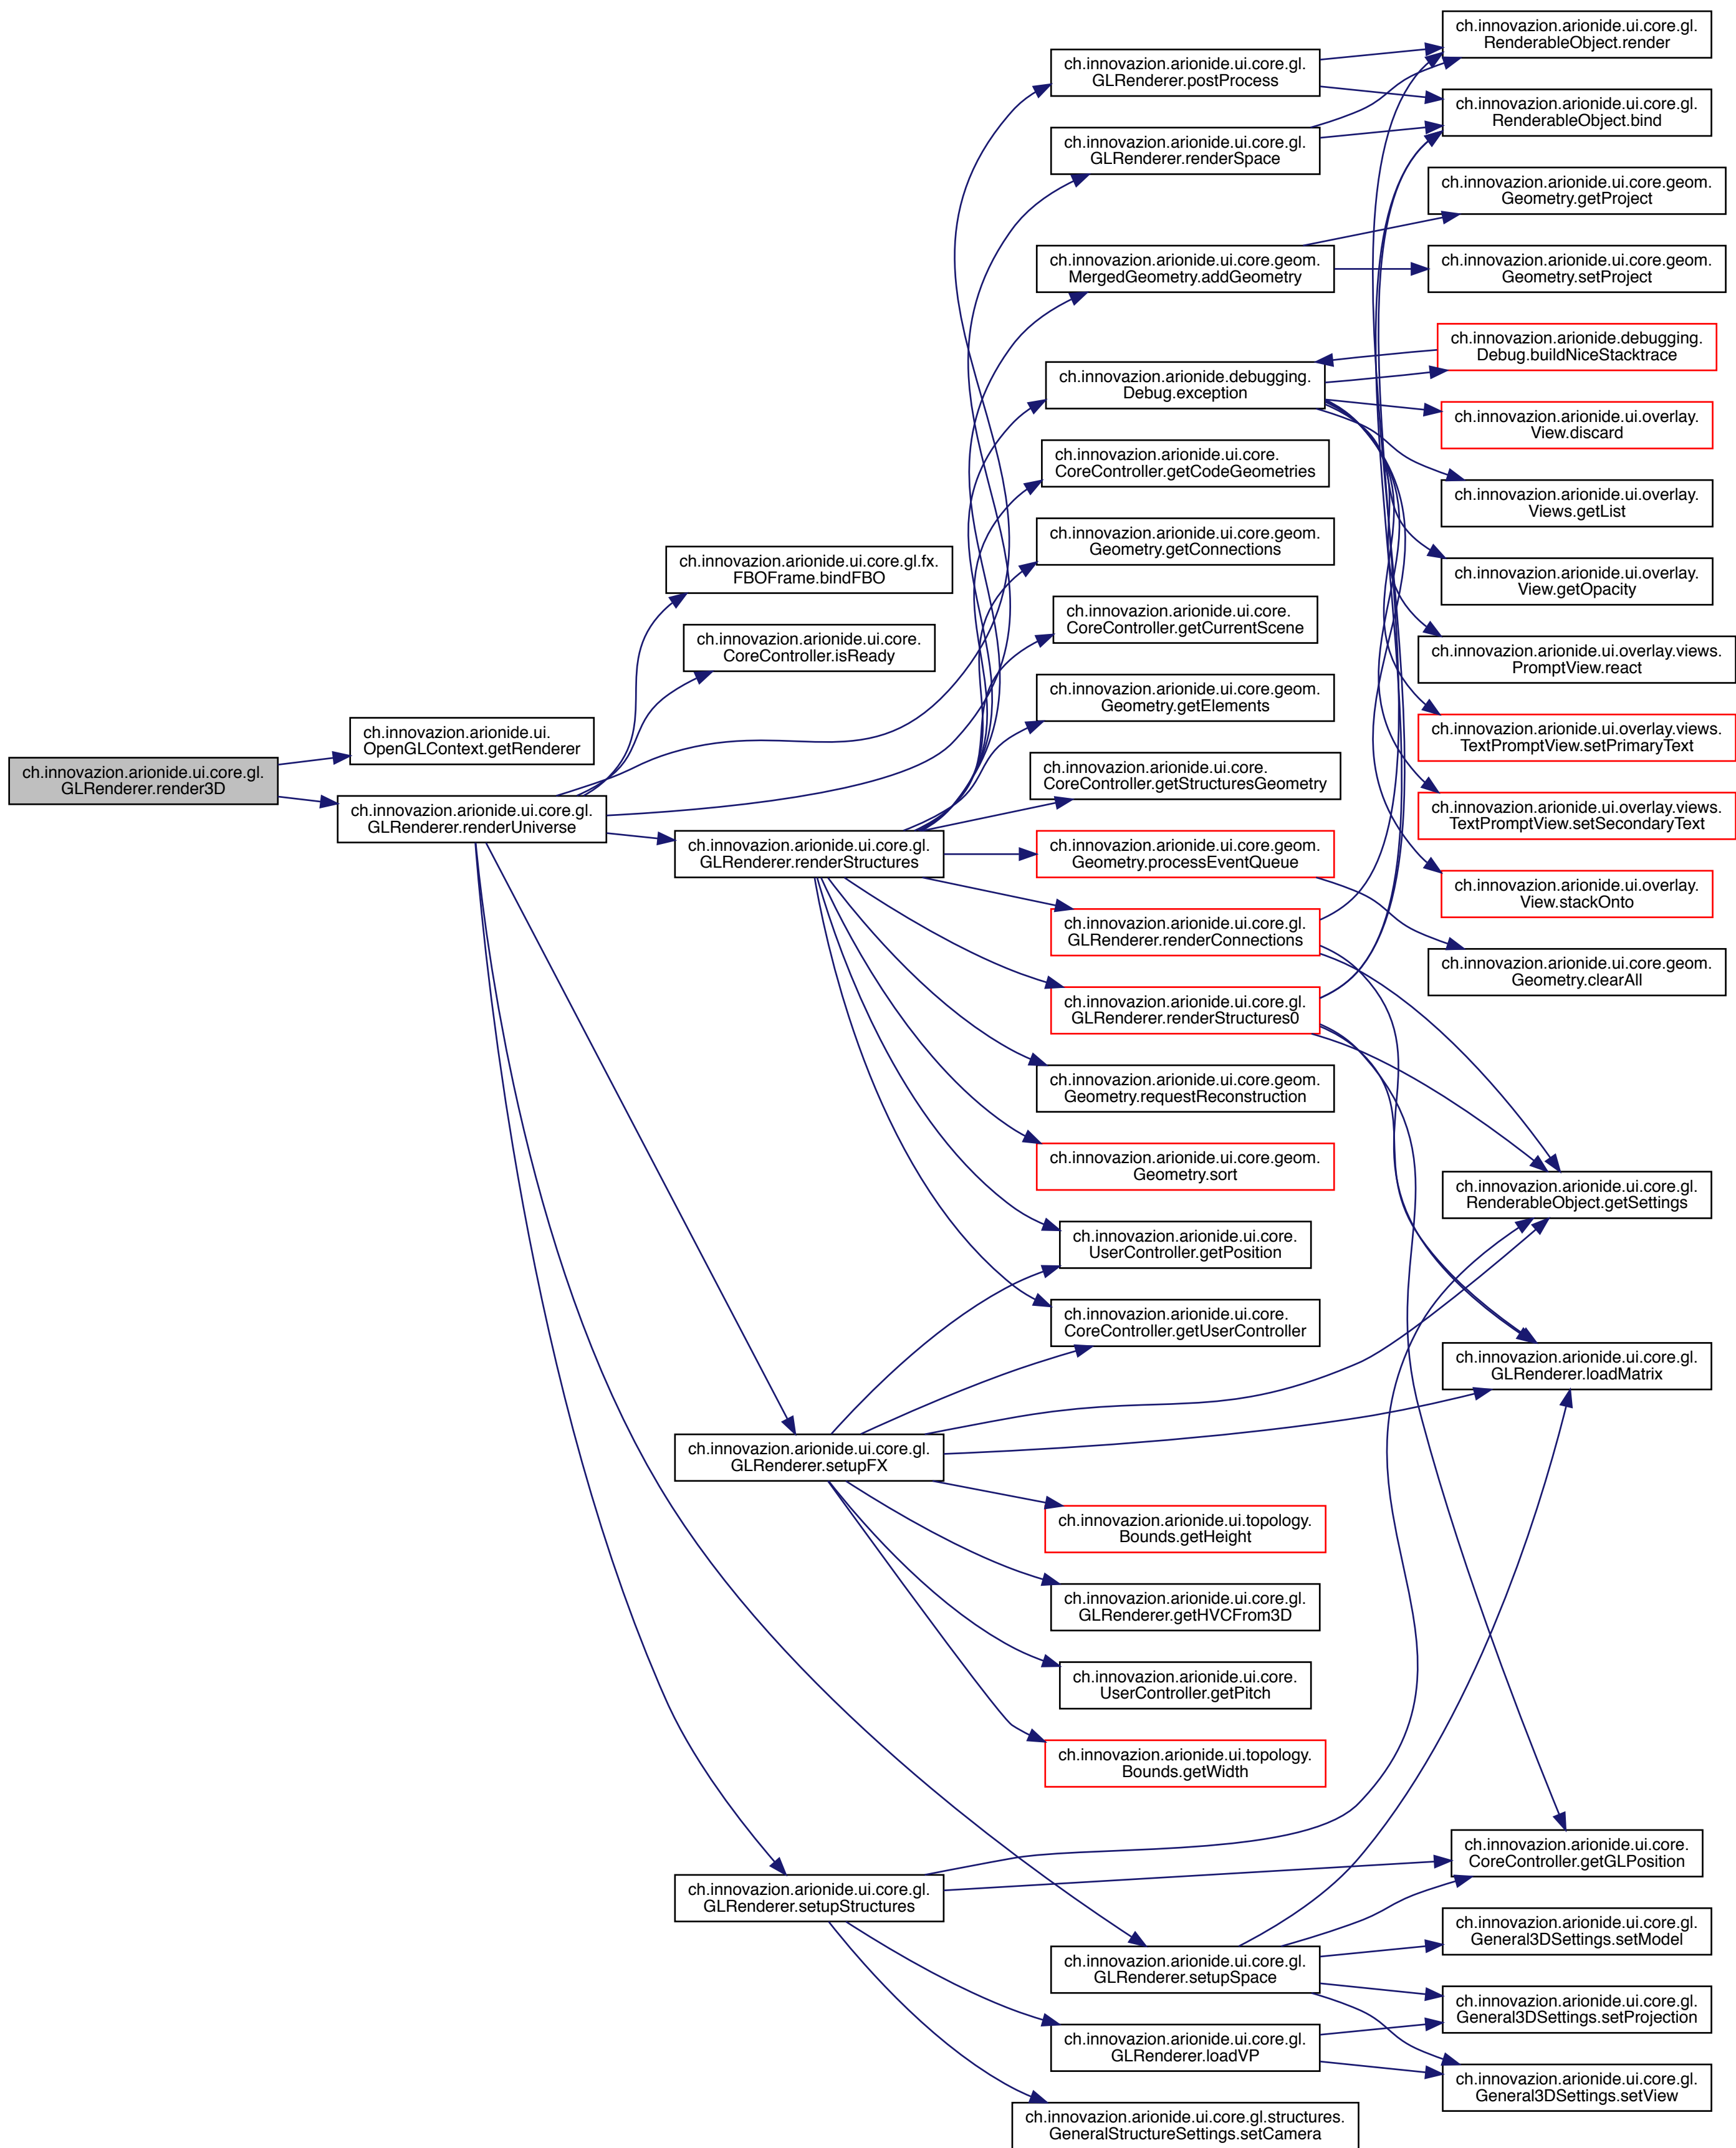 ch.innovazion.arionide.ui.core.gl.
GLRenderer.render3D
ch.innovazion.arionide.ui.
OpenGLContext.getRenderer
ch.innovazion.arionide.ui.core.gl.
GLRenderer.renderUniverse
ch.innovazion.arionide.ui.core.gl.fx.
FBOFrame.bindFBO
ch.innovazion.arionide.ui.core.
CoreController.isReady
ch.innovazion.arionide.ui.core.gl.
GLRenderer.renderStructures
ch.innovazion.arionide.ui.core.gl.
GLRenderer.setupFX
ch.innovazion.arionide.ui.core.gl.
GLRenderer.setupStructures
ch.innovazion.arionide.ui.core.gl.
GLRenderer.postProcess
ch.innovazion.arionide.ui.core.gl.
GLRenderer.renderSpace
ch.innovazion.arionide.ui.core.geom.
MergedGeometry.addGeometry
ch.innovazion.arionide.debugging.
Debug.exception
ch.innovazion.arionide.ui.core.
CoreController.getCodeGeometries
ch.innovazion.arionide.ui.core.geom.
Geometry.getConnections
ch.innovazion.arionide.ui.core.
CoreController.getCurrentScene
ch.innovazion.arionide.ui.core.geom.
Geometry.getElements
ch.innovazion.arionide.ui.core.
CoreController.getStructuresGeometry
ch.innovazion.arionide.ui.core.geom.
Geometry.processEventQueue
ch.innovazion.arionide.ui.core.gl.
GLRenderer.renderConnections
ch.innovazion.arionide.ui.core.gl.
GLRenderer.renderStructures0
ch.innovazion.arionide.ui.core.geom.
Geometry.requestReconstruction
ch.innovazion.arionide.ui.core.geom.
Geometry.sort
ch.innovazion.arionide.ui.core.
UserController.getPosition
ch.innovazion.arionide.ui.core.
CoreController.getUserController
ch.innovazion.arionide.ui.topology.
Bounds.getHeight
ch.innovazion.arionide.ui.core.gl.
GLRenderer.getHVCFrom3D
ch.innovazion.arionide.ui.core.
UserController.getPitch
ch.innovazion.arionide.ui.topology.
Bounds.getWidth
ch.innovazion.arionide.ui.core.gl.
GLRenderer.setupSpace
ch.innovazion.arionide.ui.core.gl.
GLRenderer.loadVP
ch.innovazion.arionide.ui.core.gl.structures.
GeneralStructureSettings.setCamera
ch.innovazion.arionide.ui.core.gl.
RenderableObject.render
ch.innovazion.arionide.ui.core.gl.
RenderableObject.bind
ch.innovazion.arionide.ui.core.geom.
Geometry.getProject
ch.innovazion.arionide.ui.core.geom.
Geometry.setProject
ch.innovazion.arionide.debugging.
Debug.buildNiceStacktrace
ch.innovazion.arionide.ui.overlay.
View.discard
ch.innovazion.arionide.ui.overlay.
Views.getList
ch.innovazion.arionide.ui.overlay.
View.getOpacity
ch.innovazion.arionide.ui.overlay.views.
PromptView.react
ch.innovazion.arionide.ui.overlay.views.
TextPromptView.setPrimaryText
ch.innovazion.arionide.ui.overlay.views.
TextPromptView.setSecondaryText
ch.innovazion.arionide.ui.overlay.
View.stackOnto
ch.innovazion.arionide.ui.core.geom.
Geometry.clearAll
ch.innovazion.arionide.ui.core.gl.
RenderableObject.getSettings
ch.innovazion.arionide.ui.core.gl.
GLRenderer.loadMatrix
ch.innovazion.arionide.ui.core.
CoreController.getGLPosition
ch.innovazion.arionide.ui.core.gl.
General3DSettings.setModel
ch.innovazion.arionide.ui.core.gl.
General3DSettings.setProjection
ch.innovazion.arionide.ui.core.gl.
General3DSettings.setView